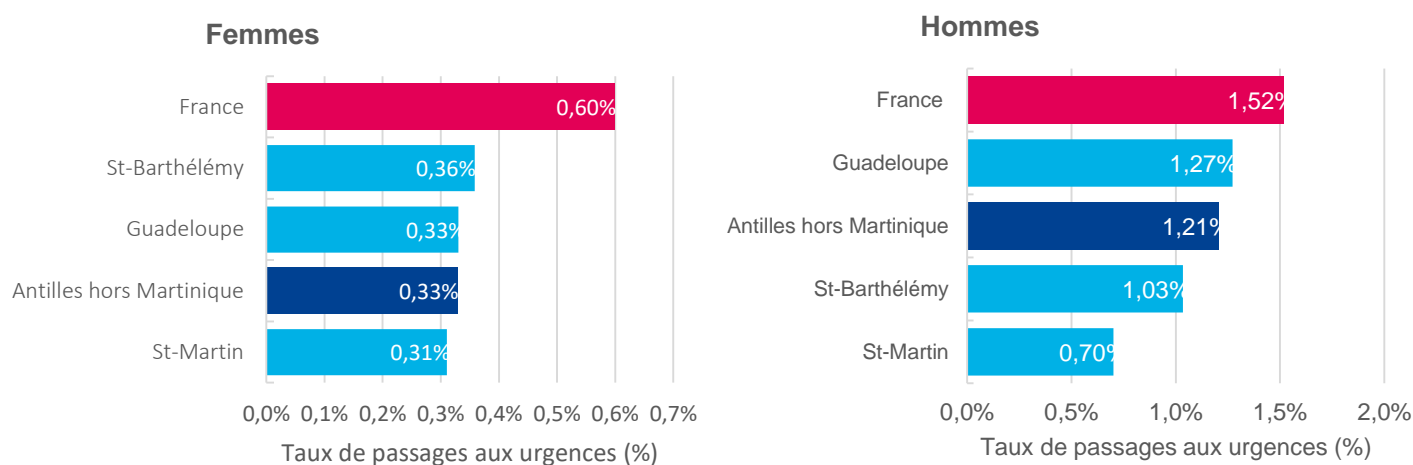 Femmes
France
0,60%
St-Barthélémy
0,36%
Guadeloupe
0,33%
Antilles hors Martinique
0,33%
St-Martin
0,31%
0,0% 0,1% 0,2% 0,3% 0,4% 0,5% 0,6% 0,7%
Taux de passages aux urgences (%)
Hommes
France
1,52%
Guadeloupe
1,27%
Antilles hors Martinique
1,21%
St-Barthélémy
1,03%
St-Martin
0,70%
0,0% 0,5% 1,0% 1,5% 2,0%
Taux de passages aux urgences (%)